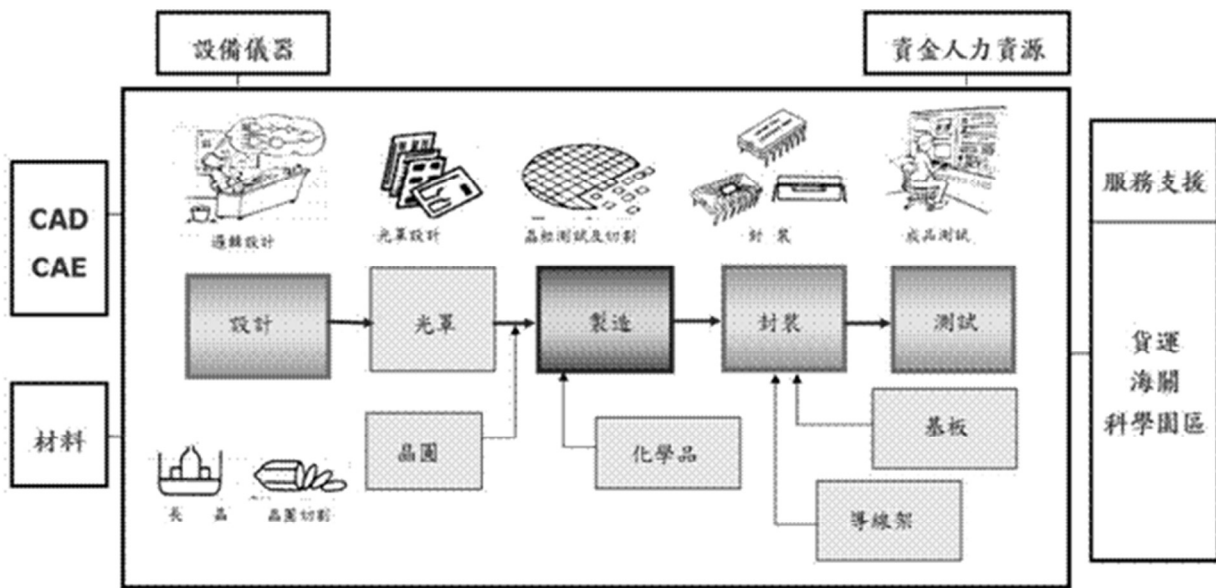 設備儀器
資金人力資源
CAD
CAE
材料
邏輯設計
光罩設計
晶粒測試及切割
封裝
成品測試
設計
光罩
製造
封裝
測試
晶圓
化學品
基板
導線架
長晶
晶圓切割
服務支援
貨運
海關
科學園區